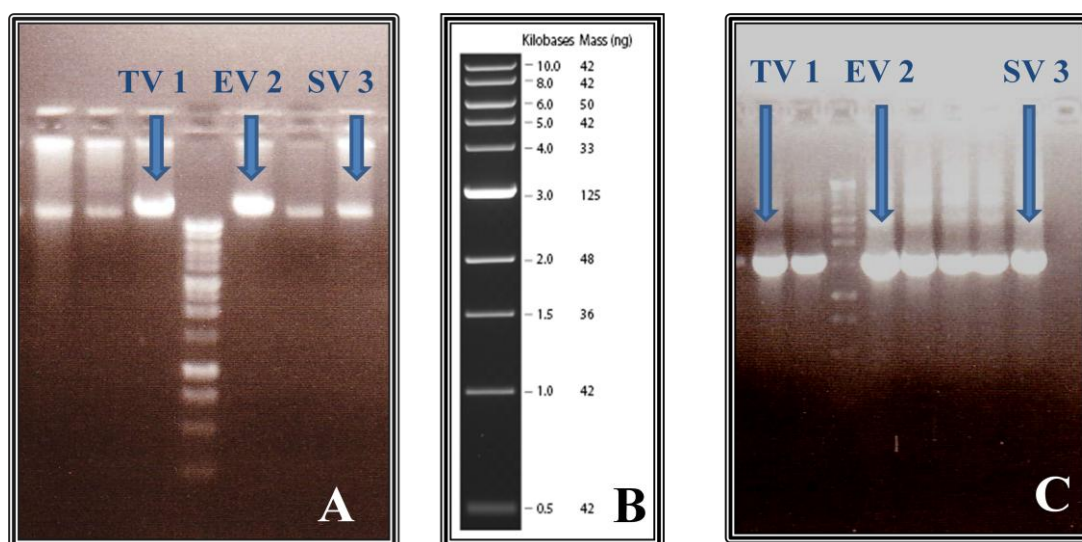 TV 1 EV 2 SV 3
A
Kilobases Mass (ng)
10.0 42
8.0 42
6.0 50
5.0 42
4.0 33
3.0 125
2.0 48
1.5 36
1.0 42
0.5 42
B
TV 1 EV 2 SV 3
C